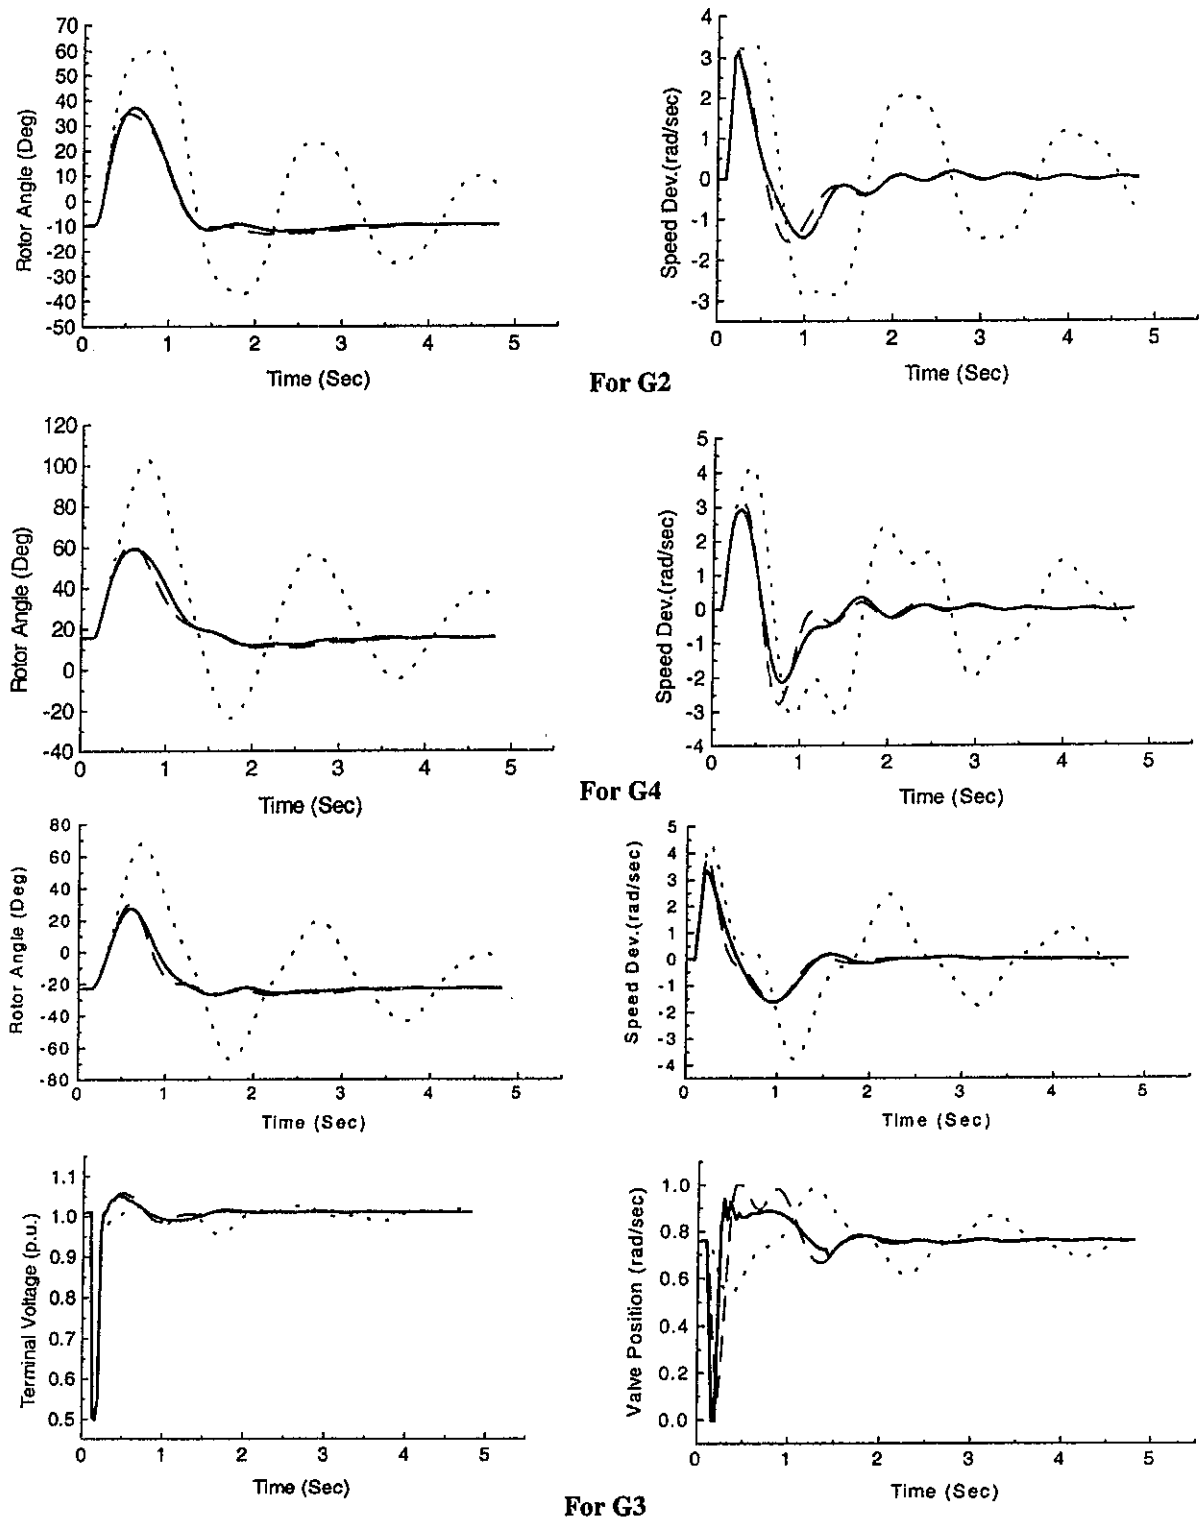 70
60
50
40
30
20
10
0
-10
-20
-30
-40
-50
Rotor Angle (Deg)
0 1 2 3 4 5
Time (Sec)
4
3
2
1
0
-1
-2
-3
Speed Dev.(rad/sec)
0 1 2 3 4 5
Time (Sec)
For G2
120
100
80
60
40
20
0
-20
-40
Rotor Angle (Deg)
0 1 2 3 4 5
Time (Sec)
5
4
3
2
1
0
-1
-2
-3
-4
Speed Dev.(rad/sec)
0 1 2 3 4 5
Time (Sec)
For G4
80
60
40
20
0
-20
-40
-60
-80
Rotor Angle (Deg)
0 1 2 3 4 5
Time (Sec)
5
4
3
2
1
0
-1
-2
-3
-4
Speed Dev.(rad/sec)
0 1 2 3 4 5
Time (Sec)
1.1
1.0
0.9
0.8
0.7
0.6
0.5
Terminal Voltage (p.u.)
0 1 2 3 4 5
Time (Sec)
1.0
0.8
0.6
0.4
0.2
0.0
Valve Position (rad/sec)
0 1 2 3 4 5
Time (Sec)
For G3